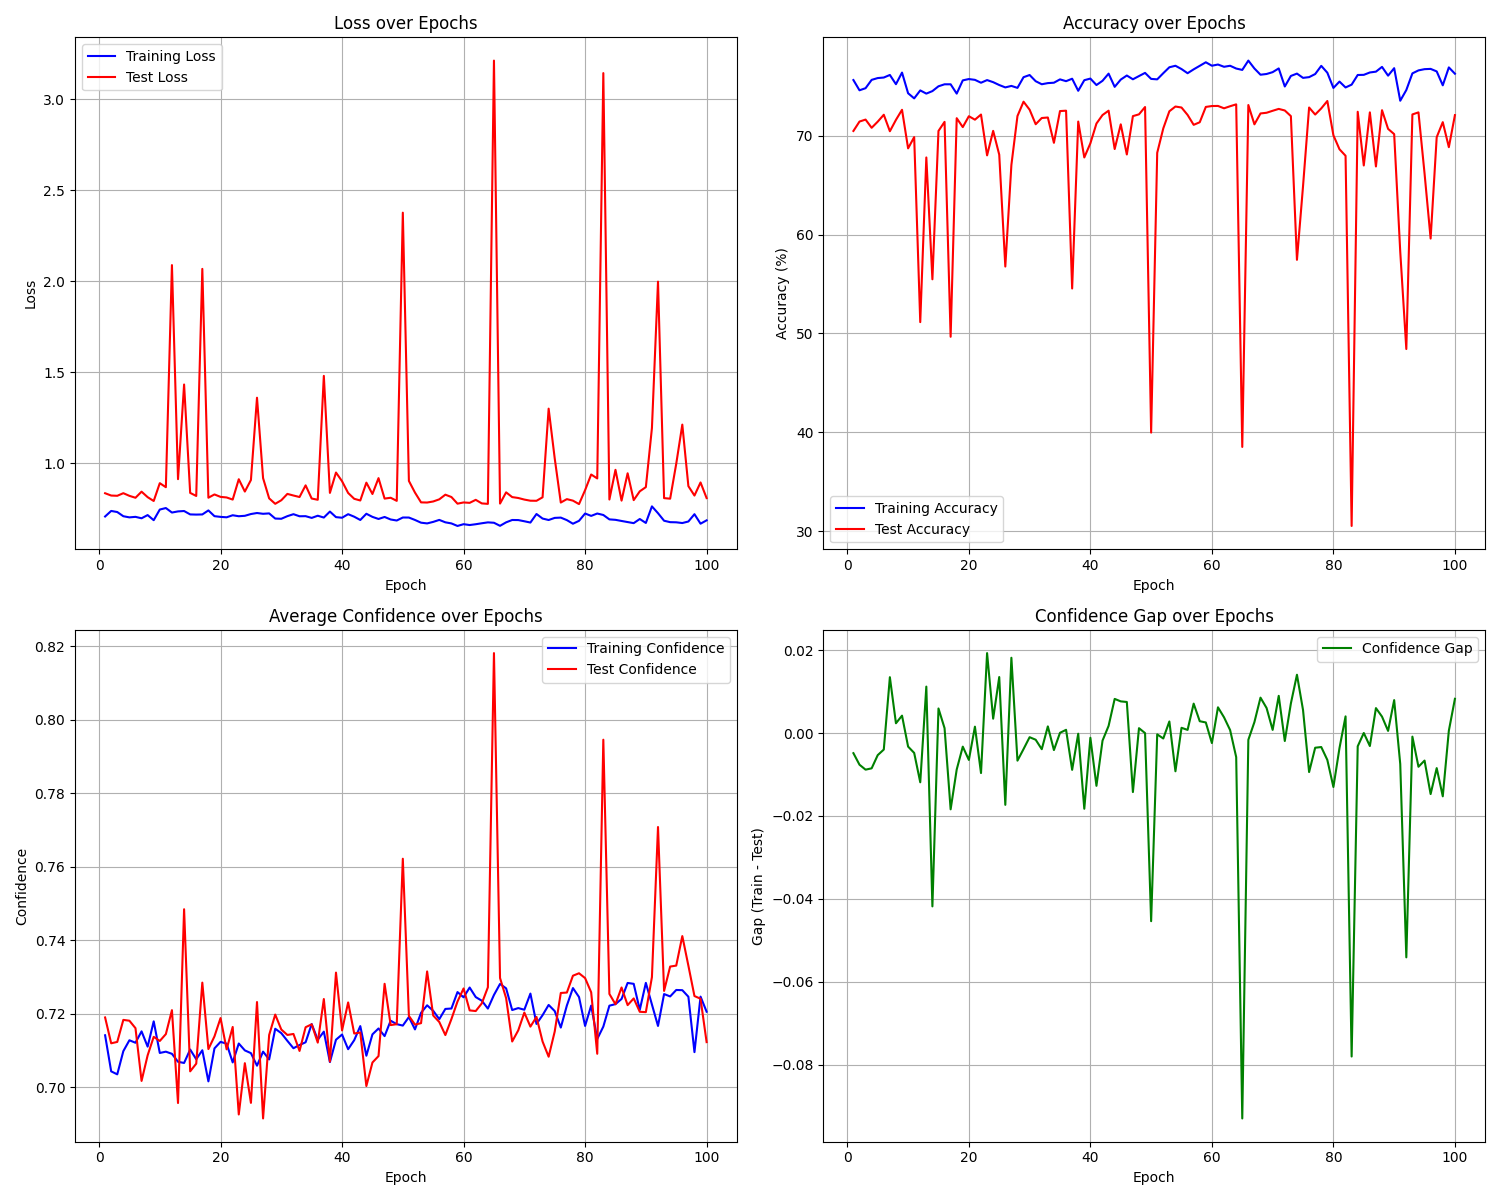 Loss over Epochs
Training Loss
Test Loss
3.0
2.5
2.0
1.5
1.0
Loss
0
20
40
60
80
100
Epoch
Accuracy over Epochs
70
60
50
40
30
Accuracy (%)
Training Accuracy
Test Accuracy
0
20
40
60
80
100
Epoch
Average Confidence over Epochs
Training Confidence
Test Confidence
0.82
0.80
0.78
0.76
0.74
0.72
0.70
Confidence
0
20
40
60
80
100
Epoch
Confidence Gap over Epochs
Confidence Gap
0.02
0.00
−0.02
−0.04
−0.06
−0.08
Gap (Train - Test)
0
20
40
60
80
100
Epoch